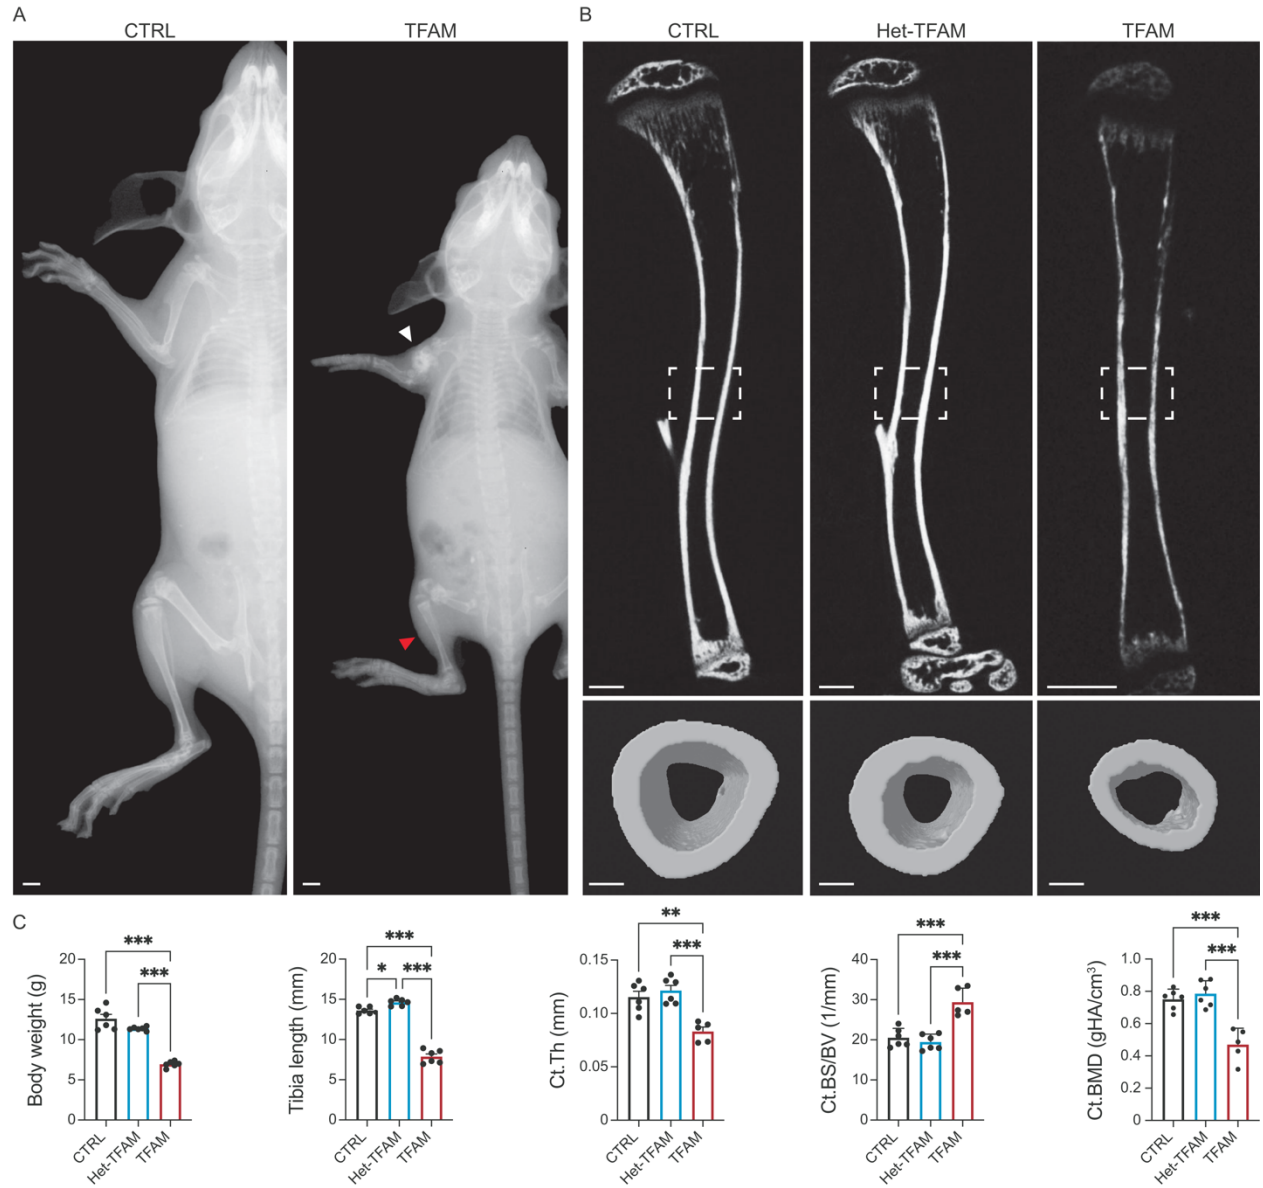 A
B
CTRL
TFAM
CTRL
Het-TFAM
TFAM
C
Body weight (g)
20
15
10
5
0
***
***
CTRL
Het-TFAM
TFAM
Tibia length (mm)
20
15
10
5
0
***
*
***
CTRL
Het-TFAM
TFAM
Ct.Th (mm)
0.15
0.10
0.05
0
**
***
CTRL
Het-TFAM
TFAM
Ct.BS/BV (1/mm)
40
30
20
10
0
***
***
CTRL
Het-TFAM
TFAM
Ct.BMD (gHA/cm³)
1.0
0.8
0.6
0.4
0.2
0
***
***
CTRL
Het-TFAM
TFAM